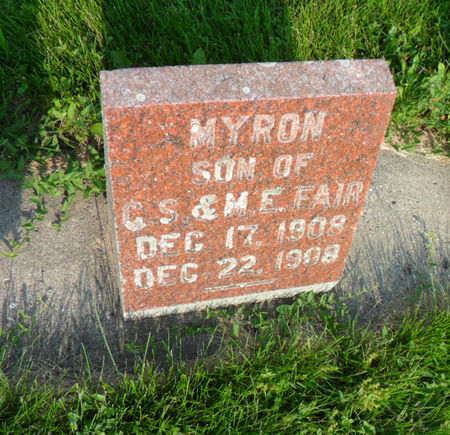 MYRON
SON OF
C. S. & M. E. FAIR
DEC 17, 1908
DEC 22, 1908